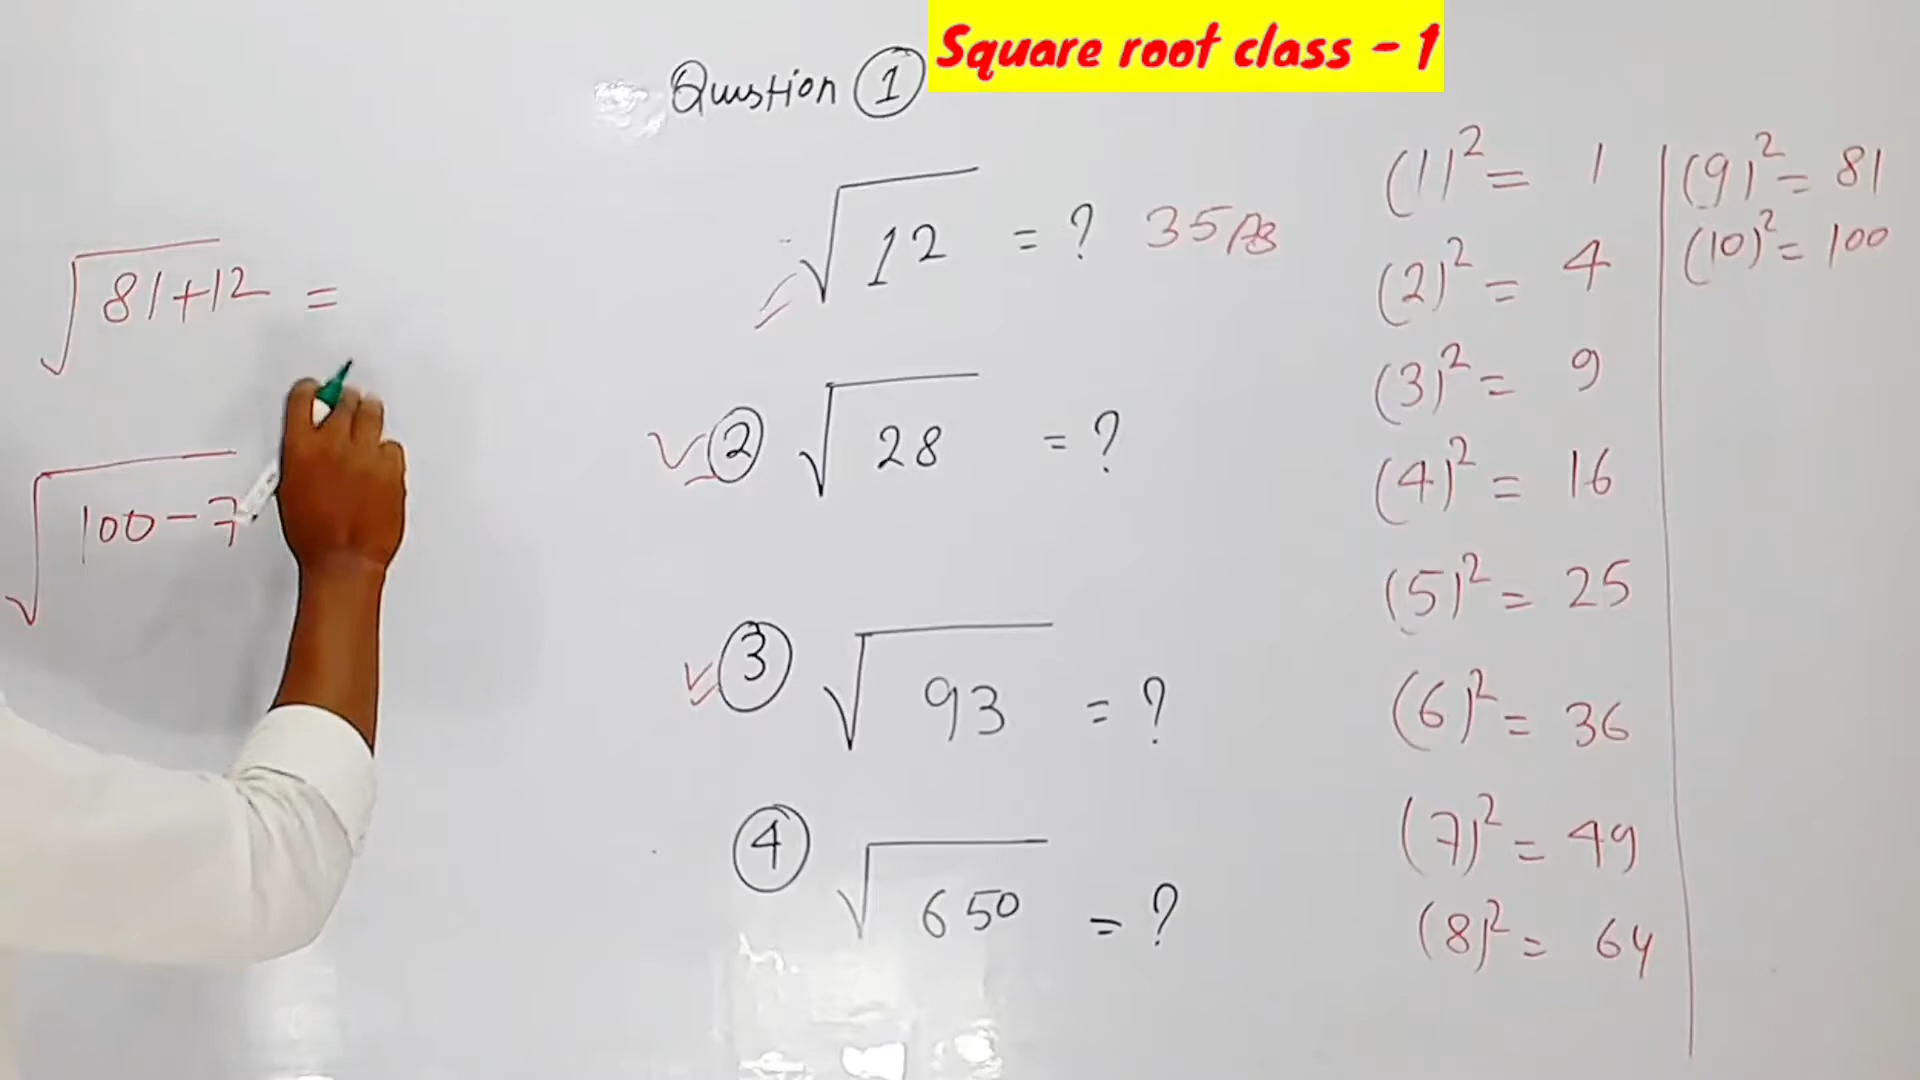 Square root class - 1
Question ①
√12 = ? 35
② √28 = ?
③ √93 = ?
④ √650 = ?
√81+12 =
√100-7
(1)² = 1
(2)² = 4
(3)² = 9
(4)² = 16
(5)² = 25
(6)² = 36
(7)² = 49
(8)² = 64
(9)² = 81
(10)² = 100